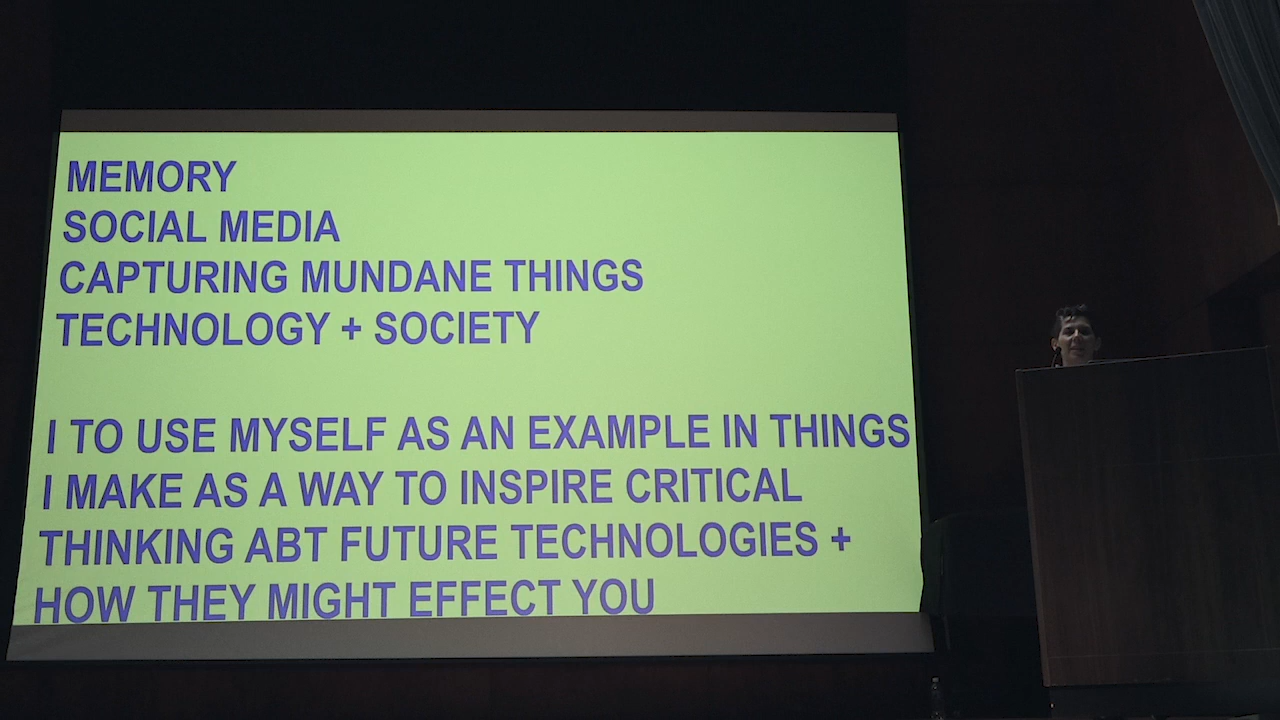 MEMORY
SOCIAL MEDIA
CAPTURING MUNDANE THINGS
TECHNOLOGY + SOCIETY
I TO USE MYSELF AS AN EXAMPLE IN THINGS
I MAKE AS A WAY TO INSPIRE CRITICAL
THINKING ABT FUTURE TECHNOLOGIES +
HOW THEY MIGHT EFFECT YOU